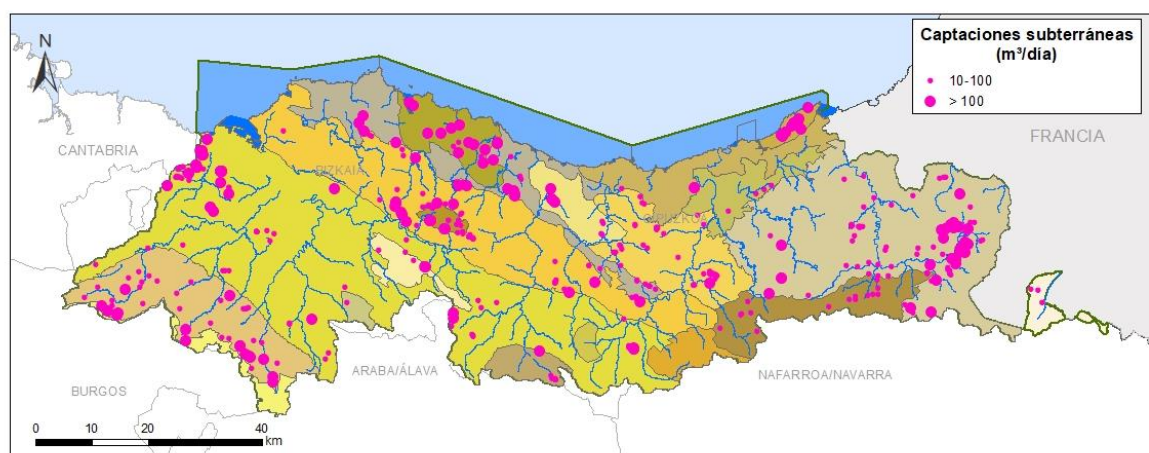 Captaciones subterráneas
(m³/día)
10-100
> 100
N
FRANCIA
CANTABRIA
BIZKAIA
GIPUZKOA
ARABA/ÁLAVA
NAFARROA/NAVARRA
BURGOS
0 10 20 40
km